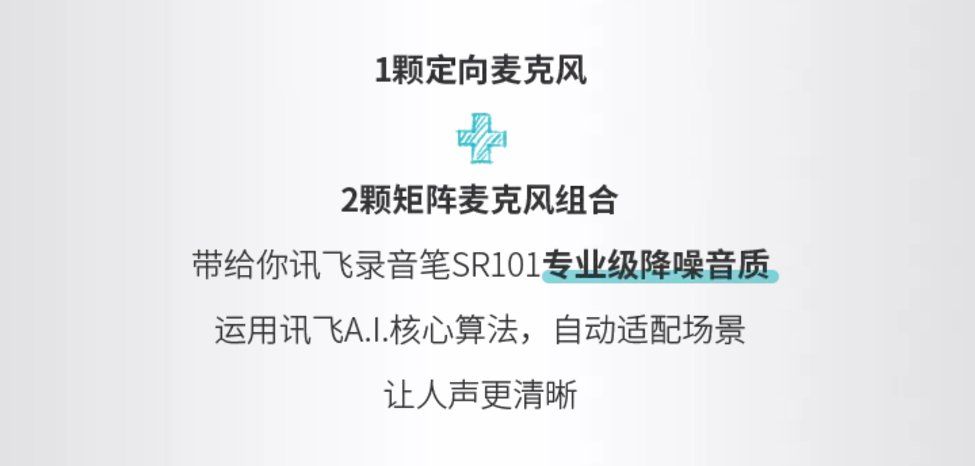 1颗定向麦克风
2颗矩阵麦克风组合
带给你讯飞录音笔SR101专业级降噪音质
运用讯飞A.I.核心算法，自动适配场景
让人声更清晰